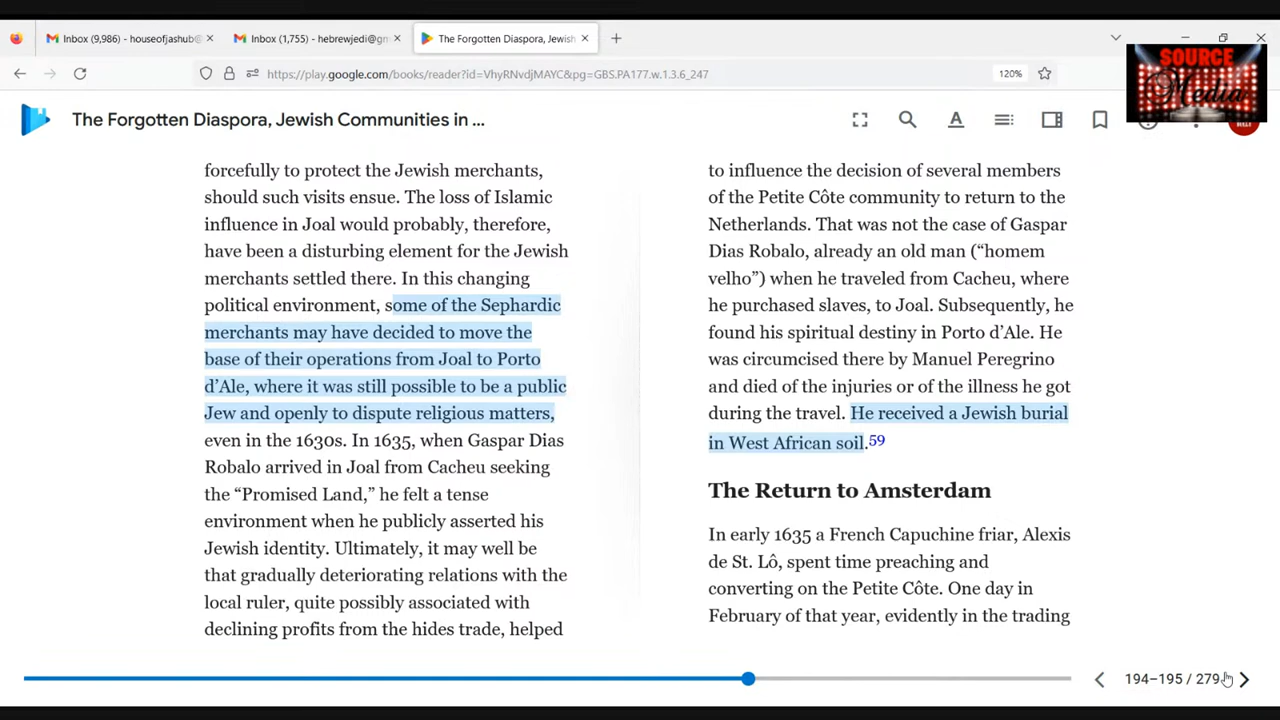 Inbox (9,986) - houseofjashub@
Inbox (1,755) - hebrewjedi@gm
The Forgotten Diaspora, Jewish
https://play.google.com/books/reader?id=VhyRNvdjMAYC&pg=GBS.PA177.w.1.3.6_247
120%
SOURCE
Media
The Forgotten Diaspora, Jewish Communities in ...
forcefully to protect the Jewish merchants,
should such visits ensue. The loss of Islamic
influence in Joal would probably, therefore,
have been a disturbing element for the Jewish
merchants settled there. In this changing
political environment, some of the Sephardic
merchants may have decided to move the
base of their operations from Joal to Porto
d’Ale, where it was still possible to be a public
Jew and openly to dispute religious matters,
even in the 1630s. In 1635, when Gaspar Dias
Robalo arrived in Joal from Cacheu seeking
the “Promised Land,” he felt a tense
environment when he publicly asserted his
Jewish identity. Ultimately, it may well be
that gradually deteriorating relations with the
local ruler, quite possibly associated with
declining profits from the hides trade, helped
to influence the decision of several members
of the Petite Côte community to return to the
Netherlands. That was not the case of Gaspar
Dias Robalo, already an old man (“homem
velho”) when he traveled from Cacheu, where
he purchased slaves, to Joal. Subsequently, he
found his spiritual destiny in Porto d’Ale. He
was circumcised there by Manuel Peregrino
and died of the injuries or of the illness he got
during the travel. He received a Jewish burial
in West African soil.59
The Return to Amsterdam
In early 1635 a French Capuchine friar, Alexis
de St. Lô, spent time preaching and
converting on the Petite Côte. One day in
February of that year, evidently in the trading
194–195 / 279